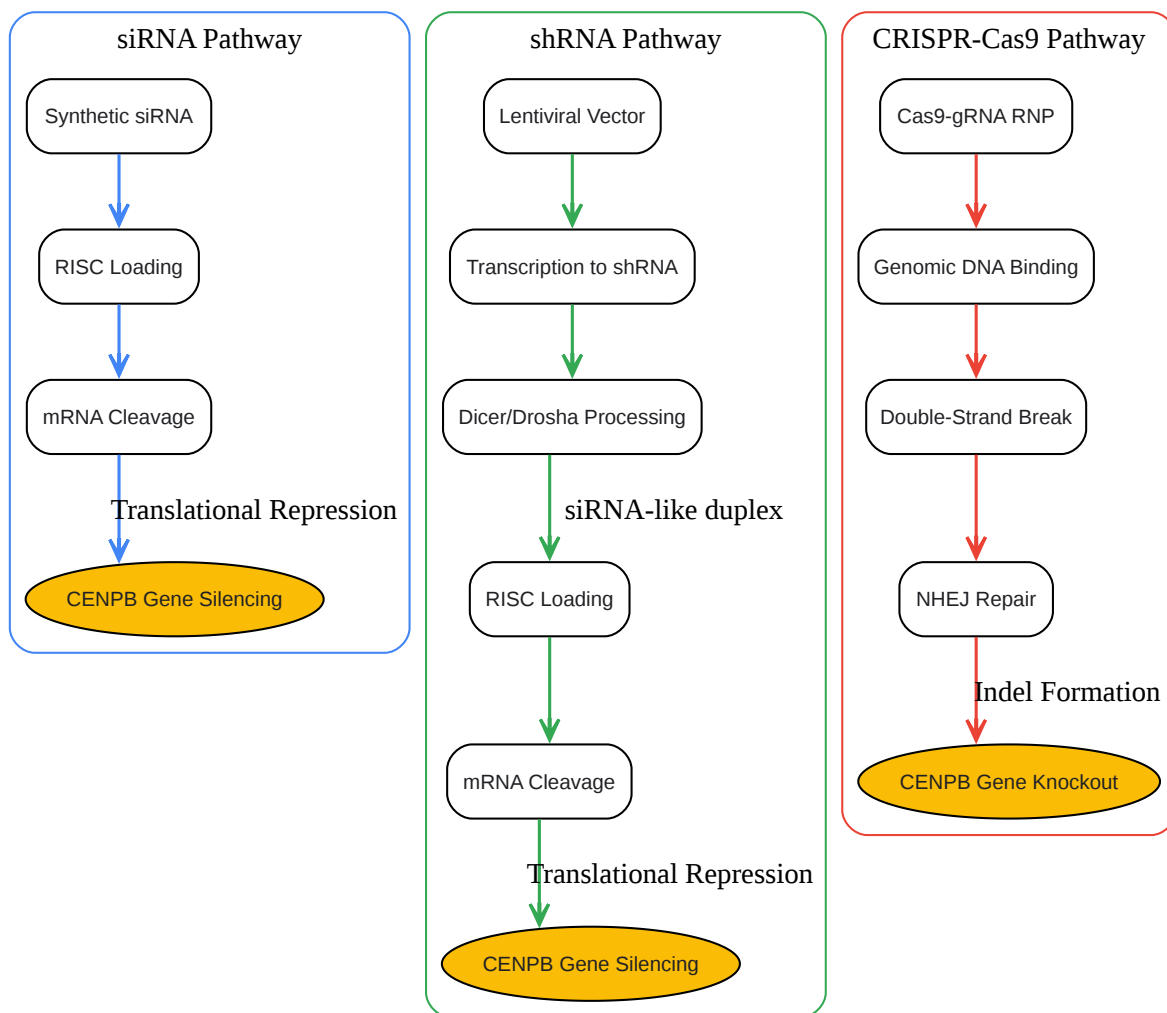 siRNA Pathway
Synthetic siRNA
RISC Loading
mRNA Cleavage
Translational Repression
CENPB Gene Silencing
shRNA Pathway
Lentiviral Vector
Transcription to shRNA
Dicer/Drosha Processing
siRNA-like duplex
RISC Loading
mRNA Cleavage
Translational Repression
CENPB Gene Silencing
CRISPR-Cas9 Pathway
Cas9-gRNA RNP
Genomic DNA Binding
Double-Strand Break
NHEJ Repair
Indel Formation
CENPB Gene Knockout